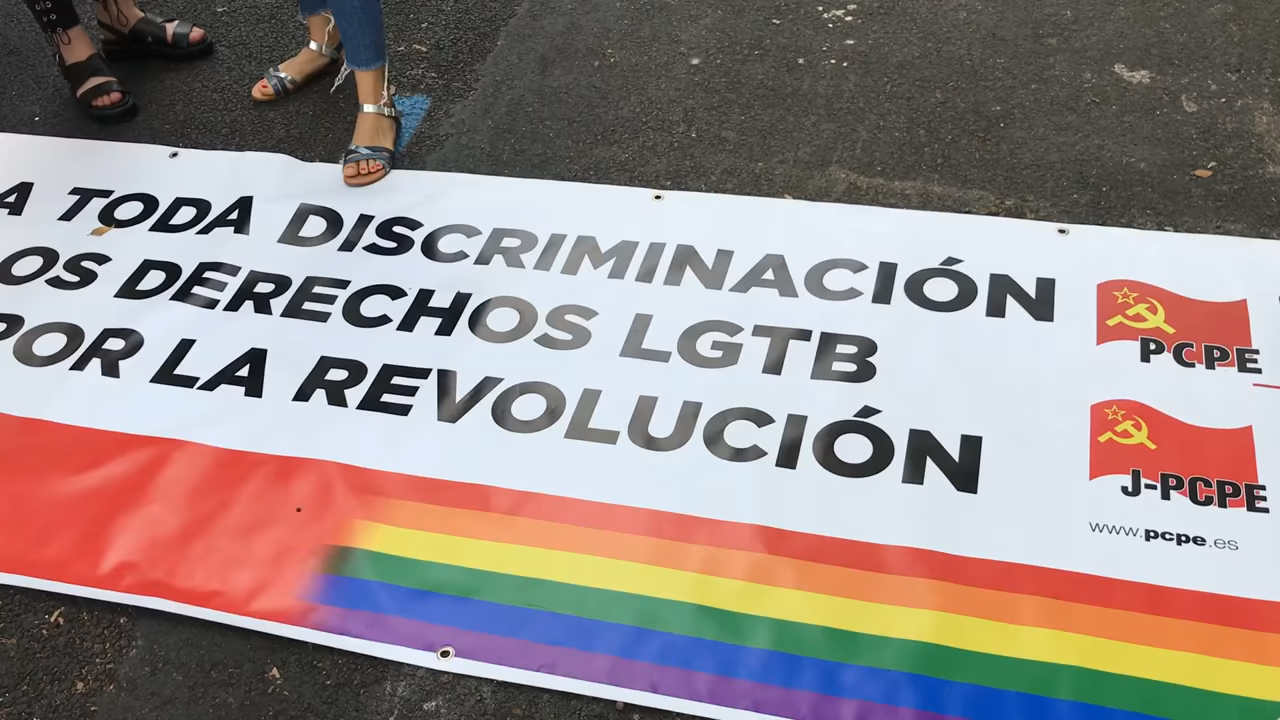 A TODA DISCRIMINACIÓN
OS DERECHOS LGTB
POR LA REVOLUCIÓN
PCPE
J-PCPE
www.pcpe.es